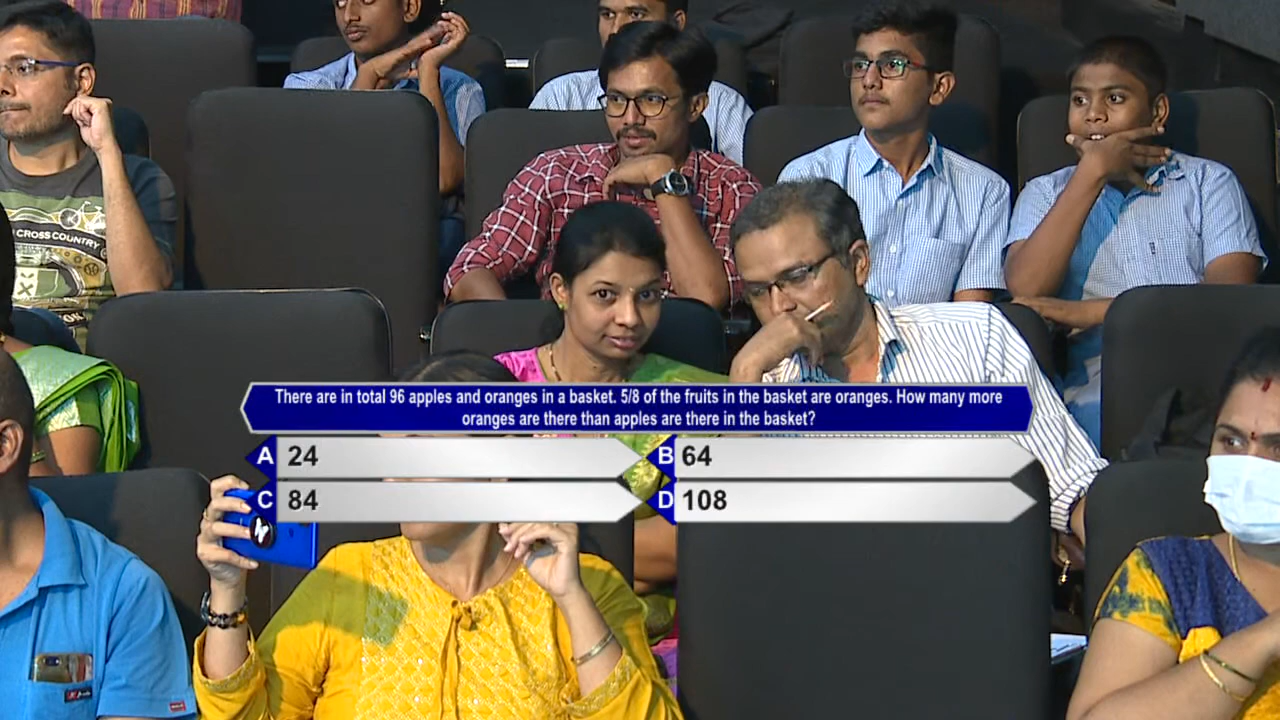 CROSS COUNTRY
There are in total 96 apples and oranges in a basket. 5/8 of the fruits in the basket are oranges. How many more
oranges are there than apples are there in the basket?
A 24
B 64
C 84
D 108